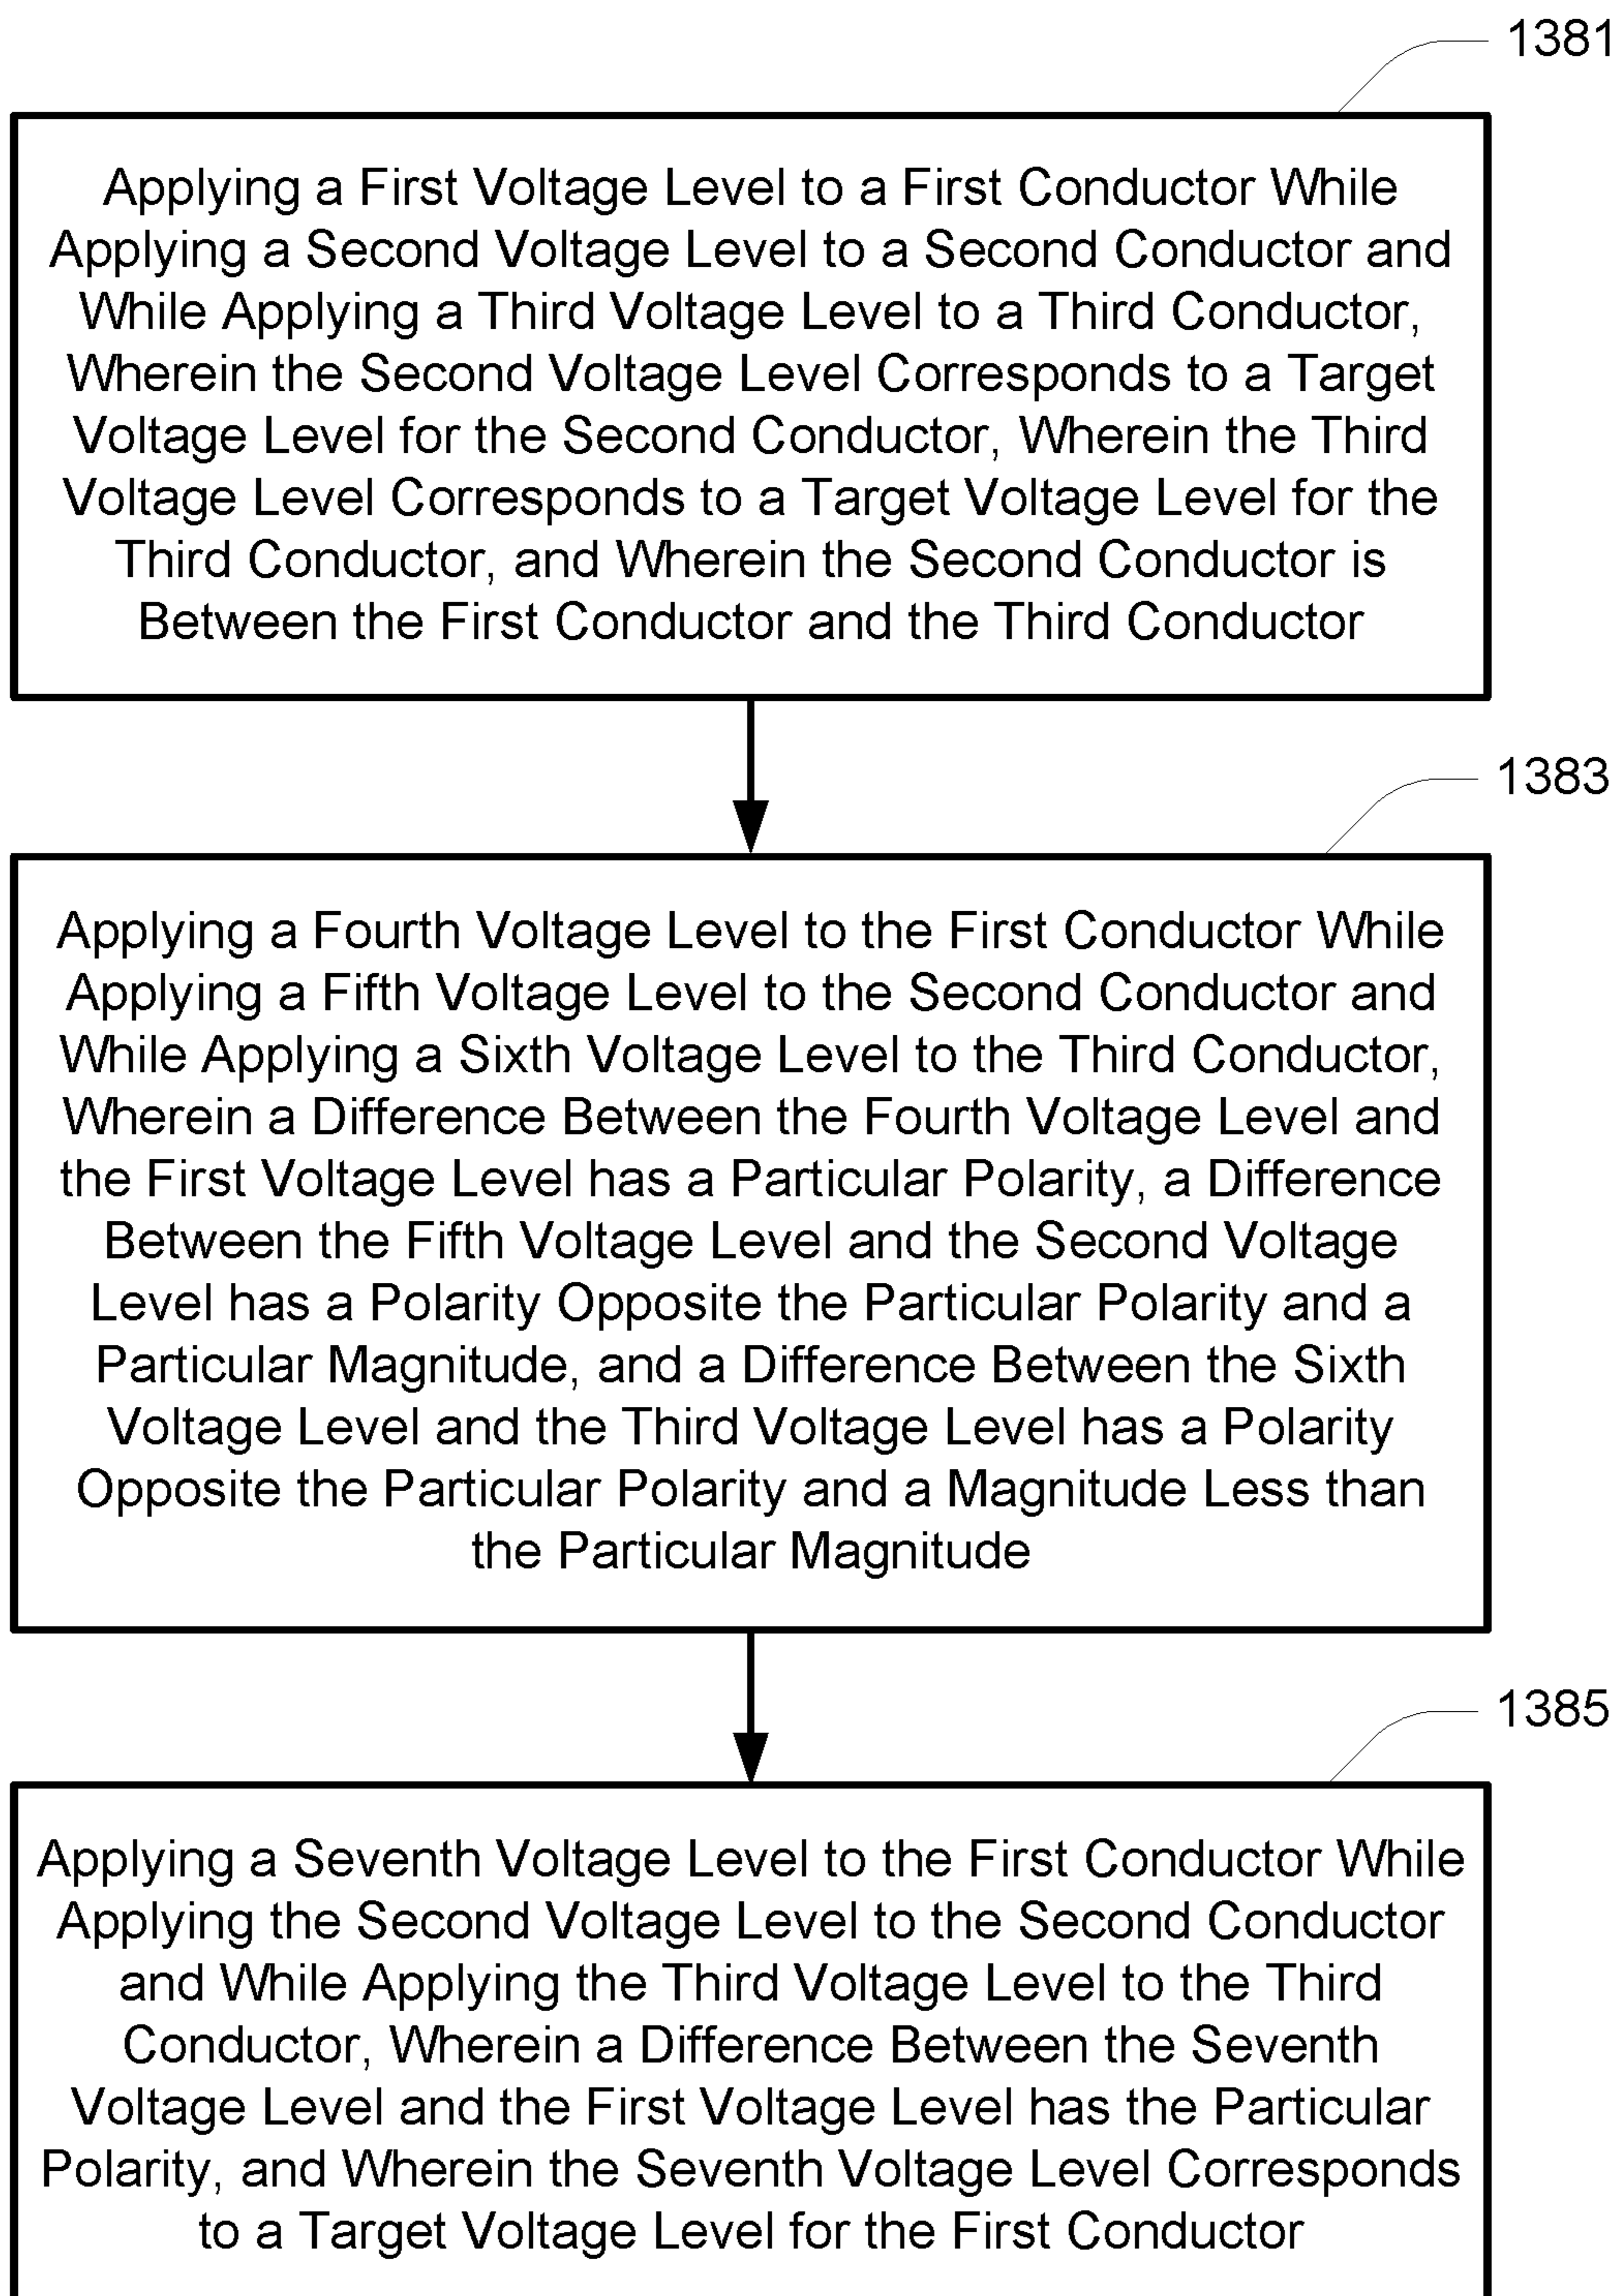 1381
Applying a First Voltage Level to a First Conductor While
Applying a Second Voltage Level to a Second Conductor and
While Applying a Third Voltage Level to a Third Conductor,
Wherein the Second Voltage Level Corresponds to a Target
Voltage Level for the Second Conductor, Wherein the Third
Voltage Level Corresponds to a Target Voltage Level for the
Third Conductor, and Wherein the Second Conductor is
Between the First Conductor and the Third Conductor
1383
Applying a Fourth Voltage Level to the First Conductor While
Applying a Fifth Voltage Level to the Second Conductor and
While Applying a Sixth Voltage Level to the Third Conductor,
Wherein a Difference Between the Fourth Voltage Level and
the First Voltage Level has a Particular Polarity, a Difference
Between the Fifth Voltage Level and the Second Voltage
Level has a Polarity Opposite the Particular Polarity and a
Particular Magnitude, and a Difference Between the Sixth
Voltage Level and the Third Voltage Level has a Polarity
Opposite the Particular Polarity and a Magnitude Less than
the Particular Magnitude
1385
Applying a Seventh Voltage Level to the First Conductor While
Applying the Second Voltage Level to the Second Conductor
and While Applying the Third Voltage Level to the Third
Conductor, Wherein a Difference Between the Seventh
Voltage Level and the First Voltage Level has the Particular
Polarity, and Wherein the Seventh Voltage Level Corresponds
to a Target Voltage Level for the First Conductor